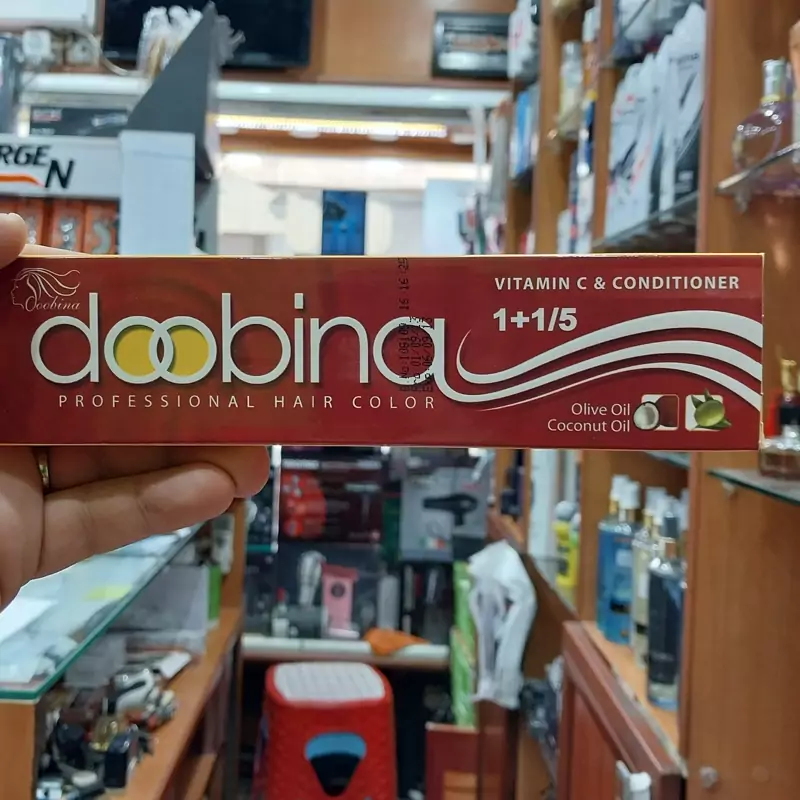 RGE
N
doobina
doobina
PROFESSIONAL HAIR COLOR
VITAMIN C & CONDITIONER
1+1/5
Olive Oil
Coconut Oil